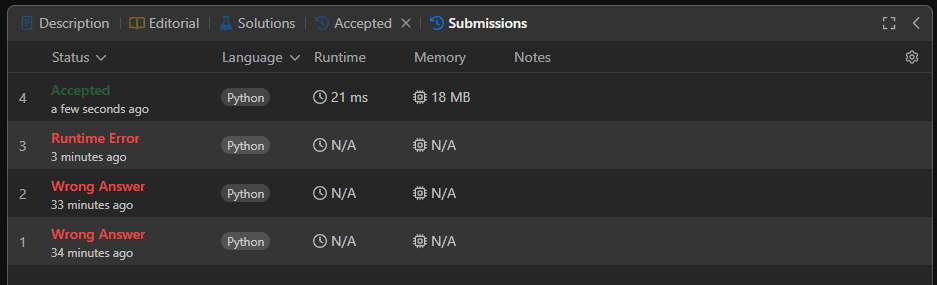 Description Editorial Solutions Accepted Submissions
Status Language Runtime Memory Notes
4 Accepted Python 21 ms 18 MB
a few seconds ago
3 Runtime Error Python N/A N/A
3 minutes ago
2 Wrong Answer Python N/A N/A
33 minutes ago
1 Wrong Answer Python N/A N/A
34 minutes ago